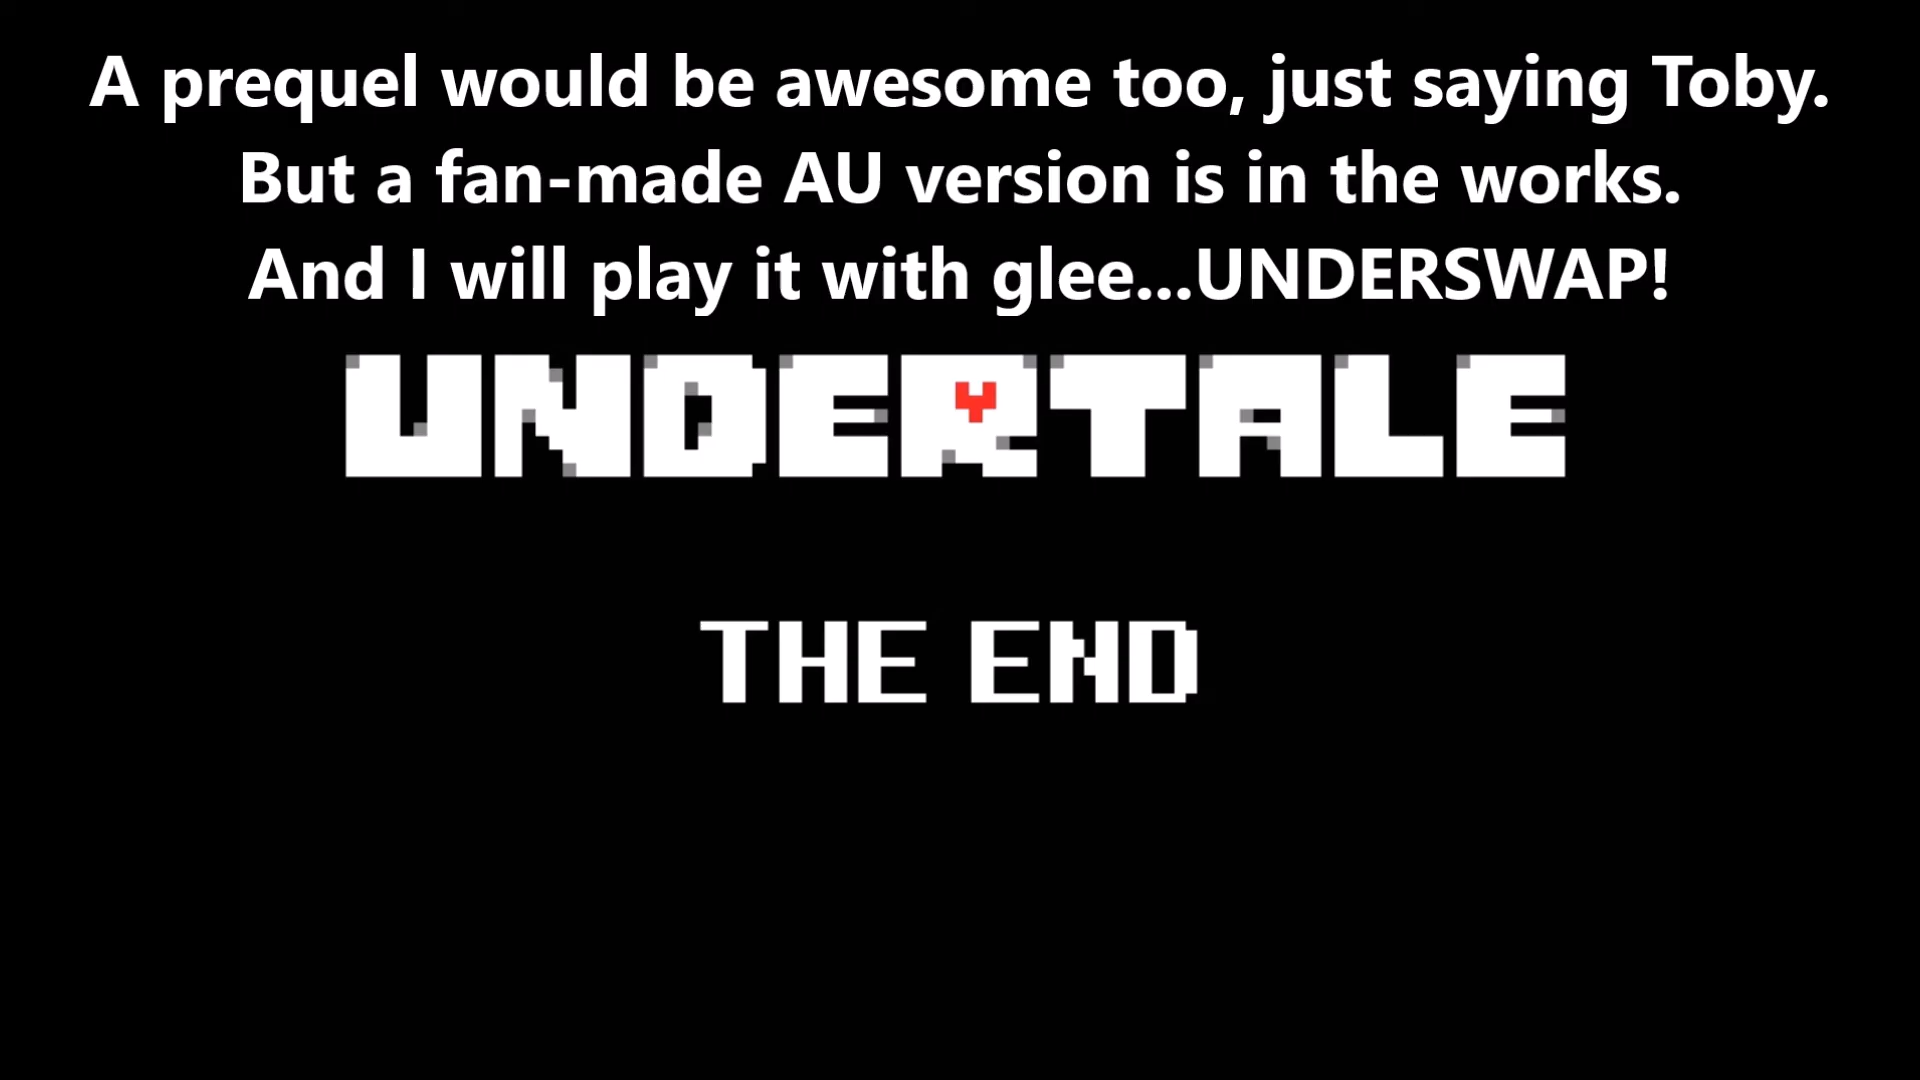 A prequel would be awesome too, just saying Toby.
But a fan-made AU version is in the works.
And I will play it with glee...UNDERSWAP!
UNDERTALE
THE END